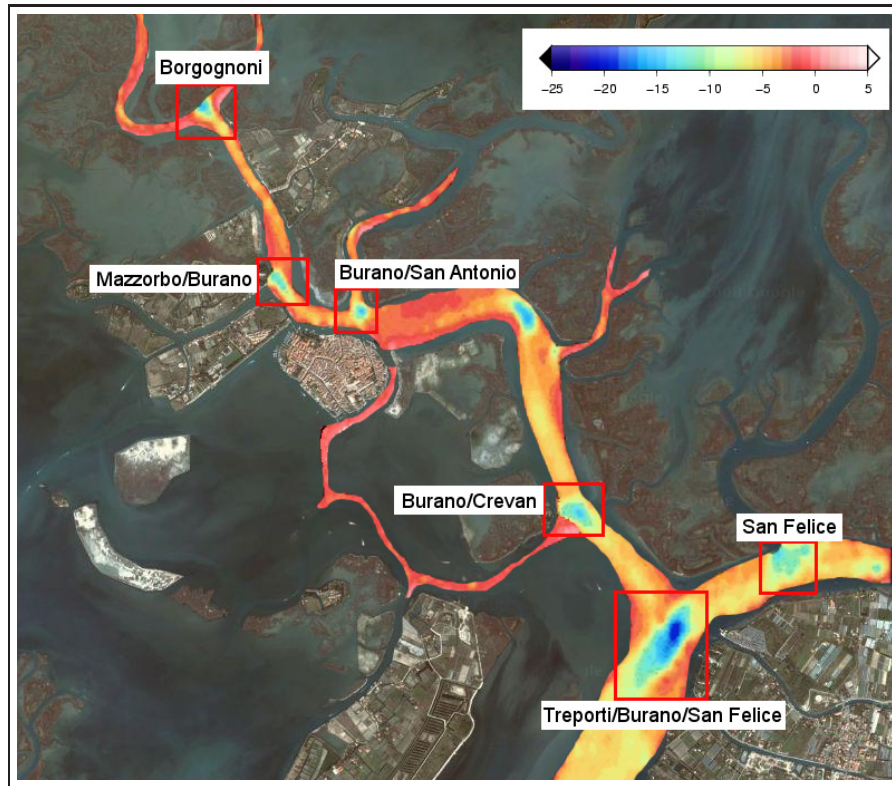 Borgognoni
−25 −20 −15 −10 −5 0 5
Mazzorbo/Burano
Burano/San Antonio
Burano/Crevan
San Felice
Treporti/Burano/San Felice